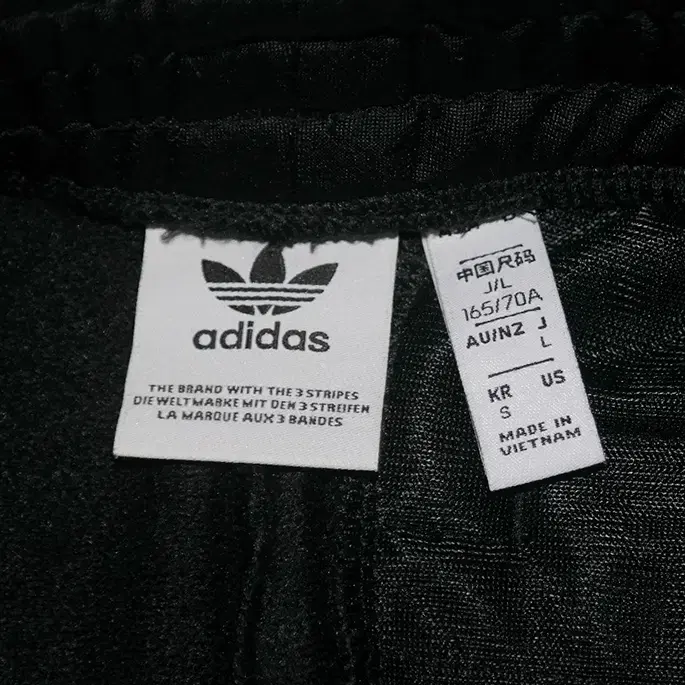 adidas
THE BRAND WITH THE 3 STRIPES
DIE WELTMARKE MIT DEN 3 STREIFEN
LA MARQUE AUX 3 BANDES
中国尺码
J/L
165/70A
AU/NZ J
L
KR US
S
MADE IN
VIETNAM